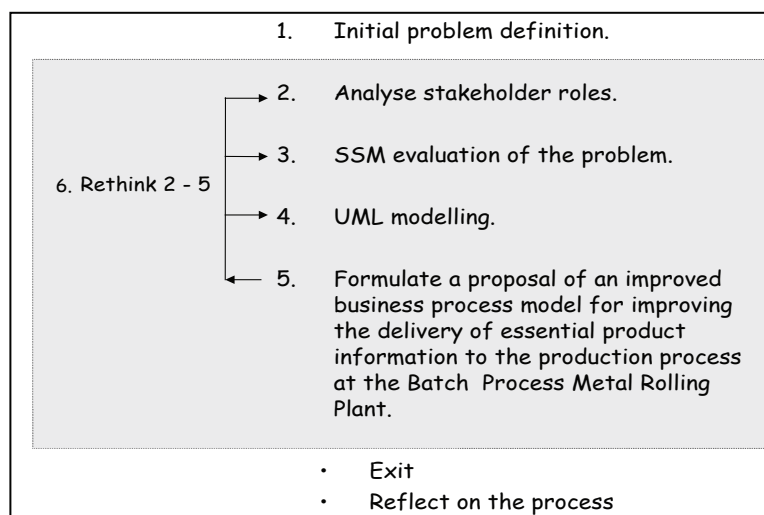 1. Initial problem definition.
2. Analyse stakeholder roles.
3. SSM evaluation of the problem.
6. Rethink 2 - 5
4. UML modelling.
5. Formulate a proposal of an improved
business process model for improving
the delivery of essential product
information to the production process
at the Batch Process Metal Rolling
Plant.
• Exit
• Reflect on the process